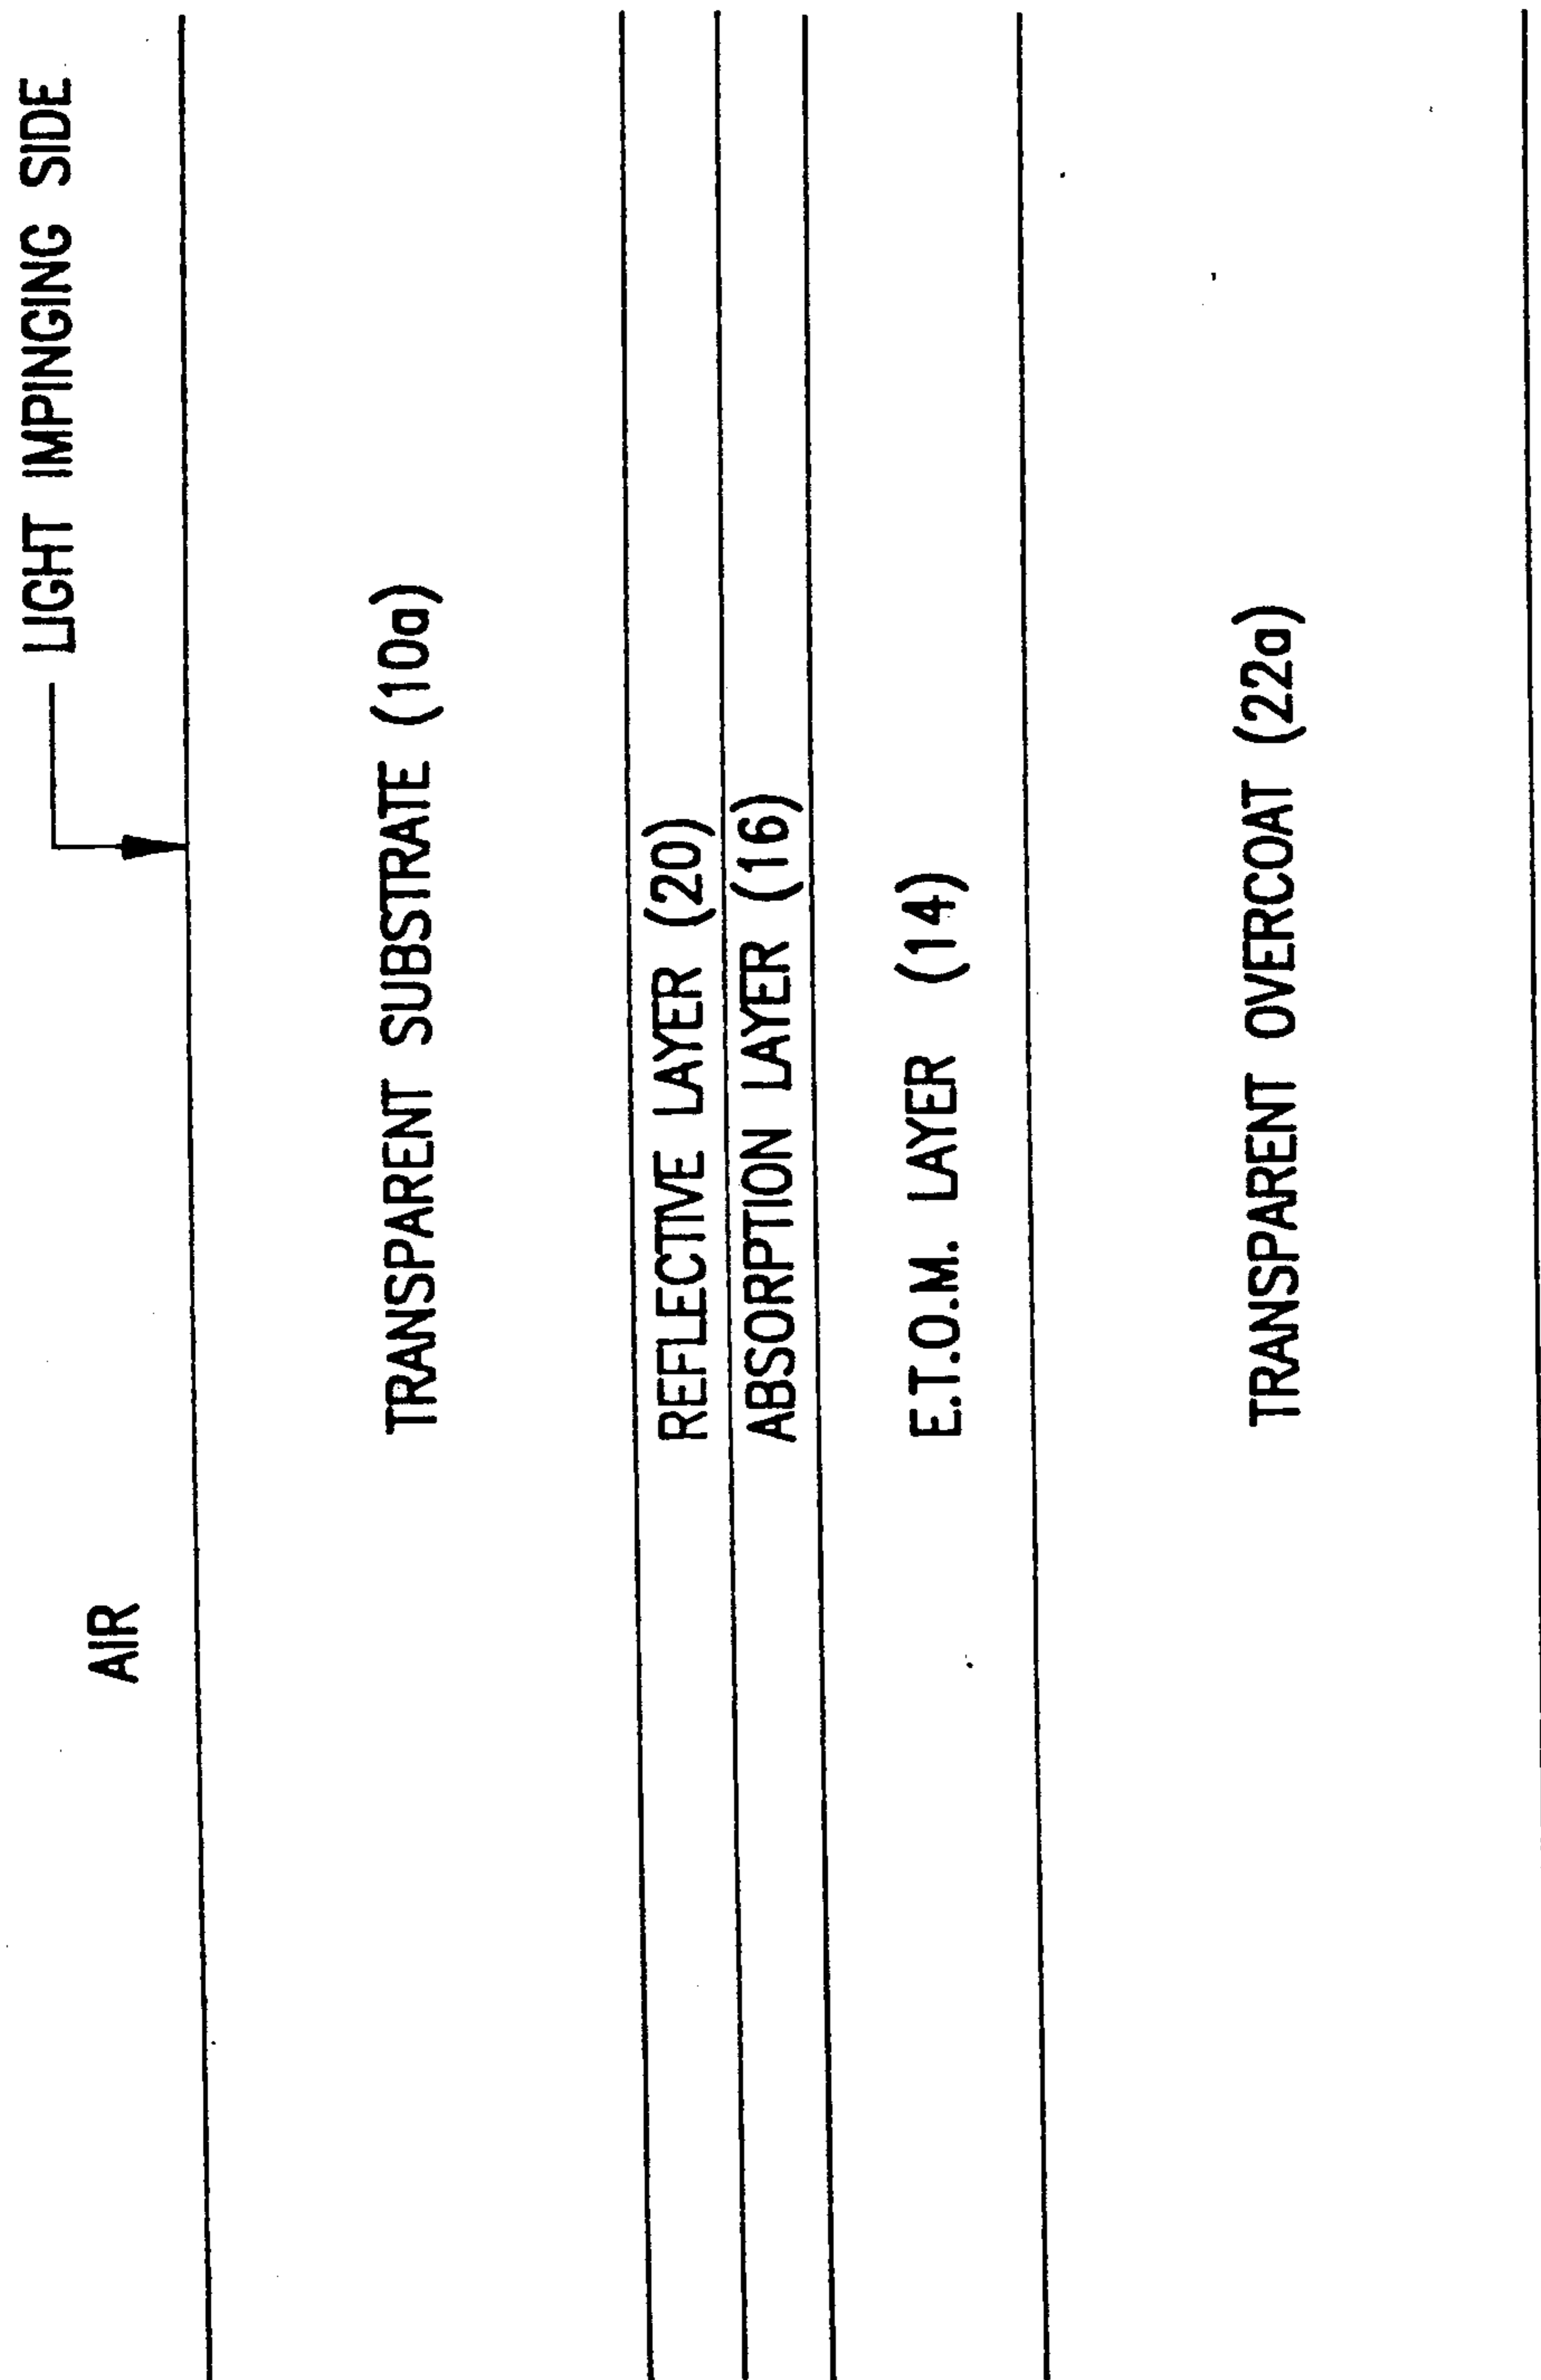 LIGHT IMPINGING SIDE
AIR
TRANSPARENT SUBSTRATE (10a)
REFLECTIVE LAYER (20)
ABSORPTION LAYER (16)
E.T.O.M. LAYER (14)
TRANSPARENT OVERCOAT (22a)